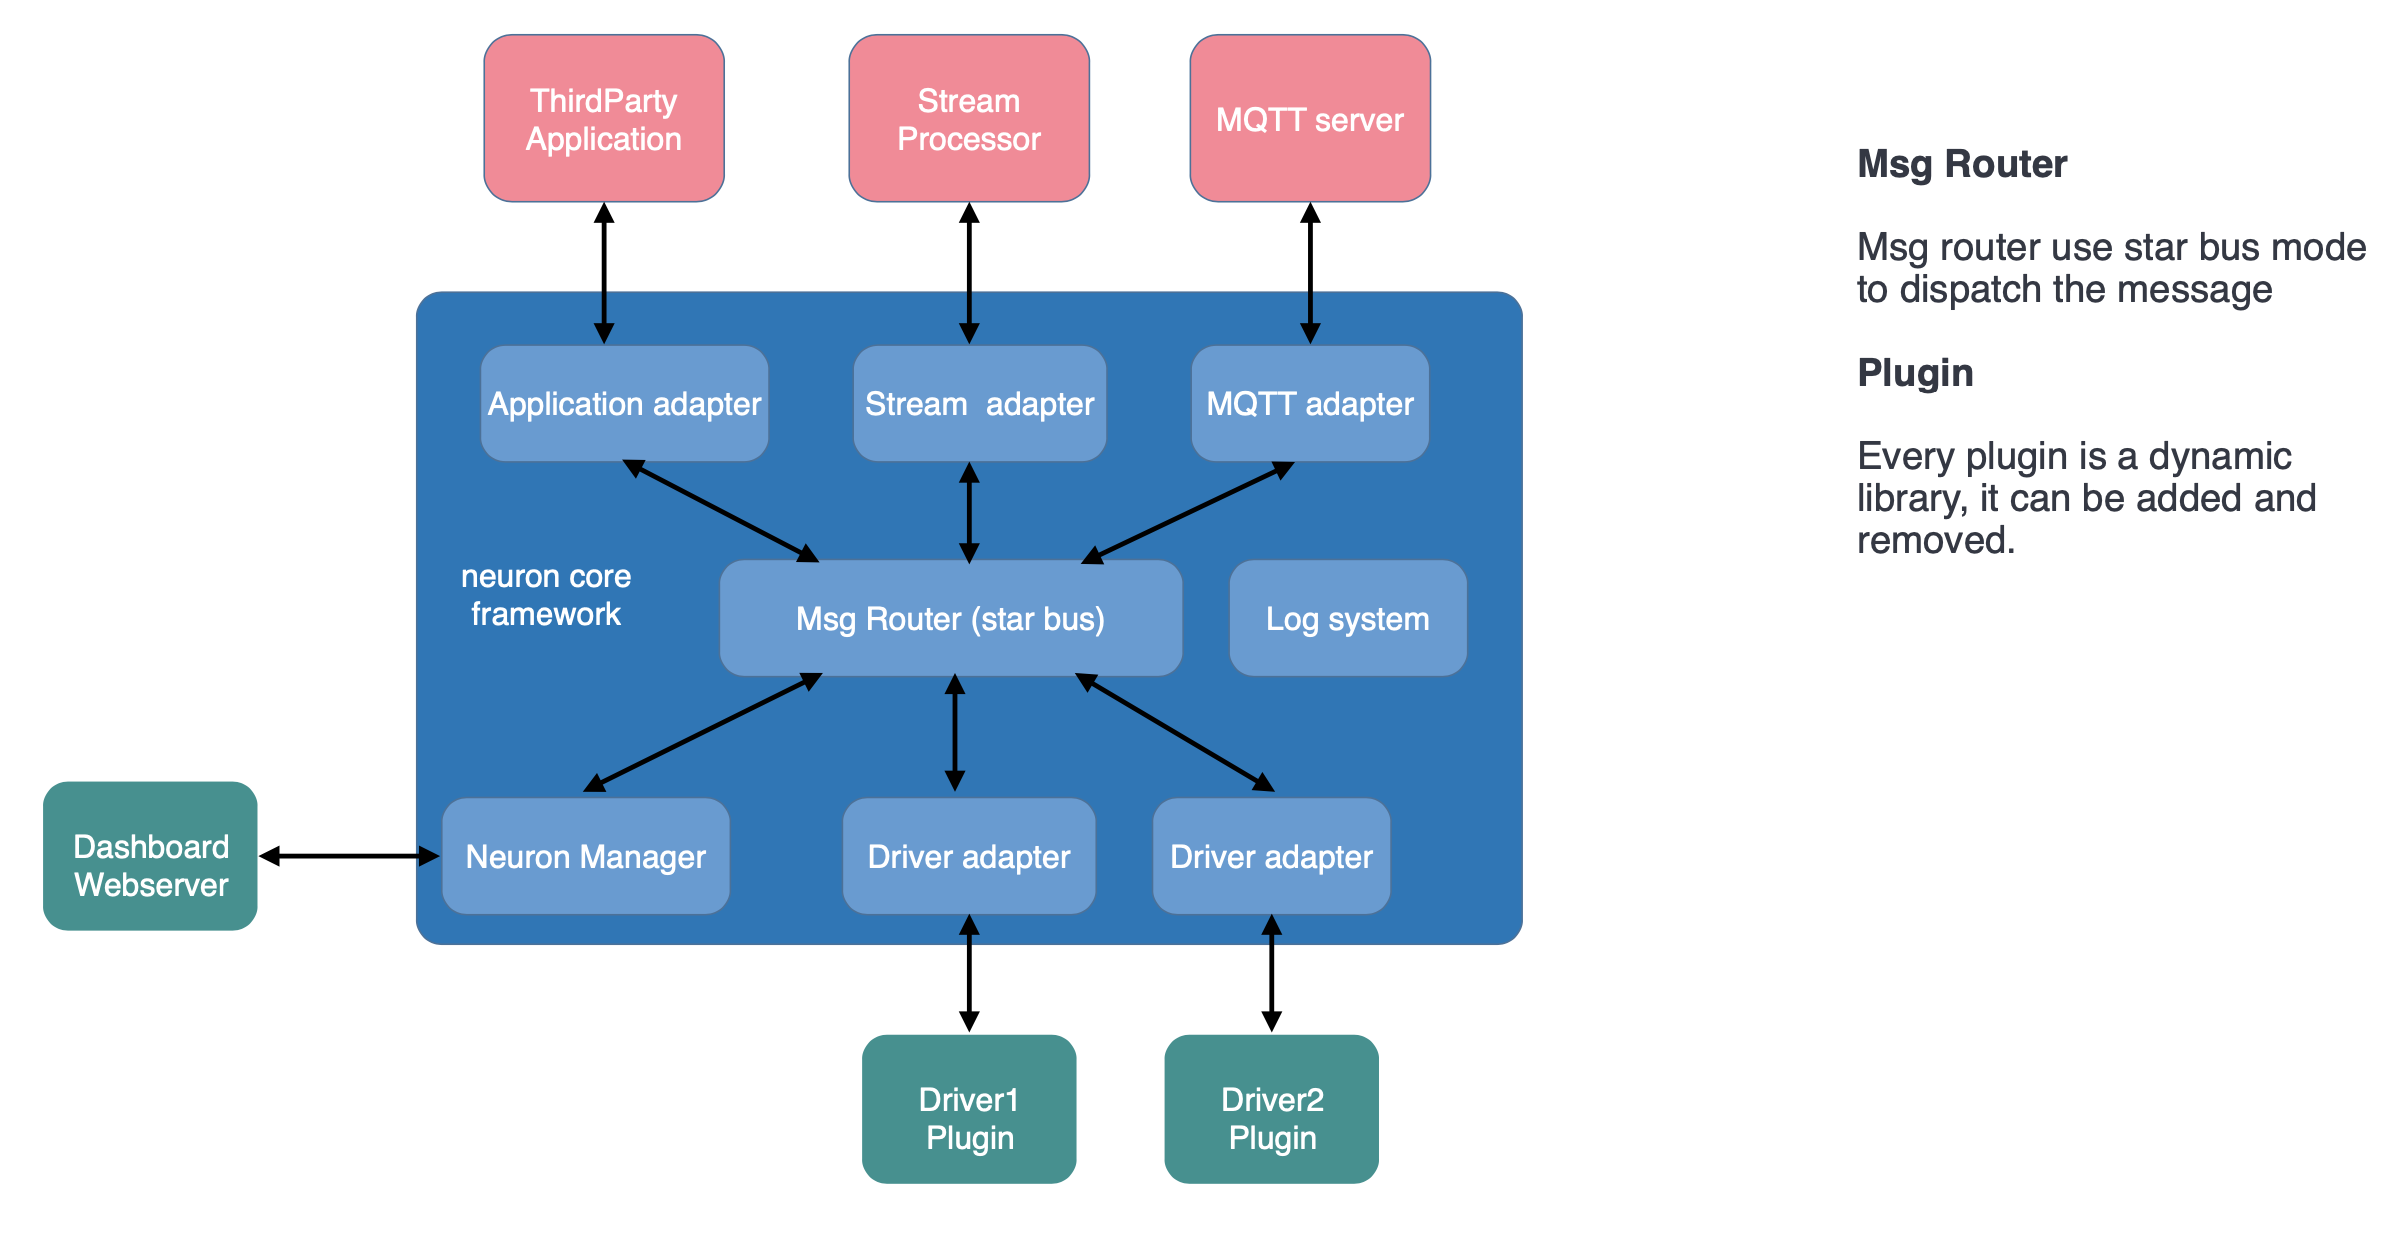 ThirdParty
Application
Stream
Processor
MQTT server
Application adapter
Stream  adapter
MQTT adapter
neuron core
framework
Msg Router (star bus)
Log system
Dashboard
Webserver
Neuron Manager
Driver adapter
Driver adapter
Driver1
Plugin
Driver2
Plugin
Msg Router
Msg router use star bus mode
to dispatch the message
Plugin
Every plugin is a dynamic
library, it can be added and
removed.